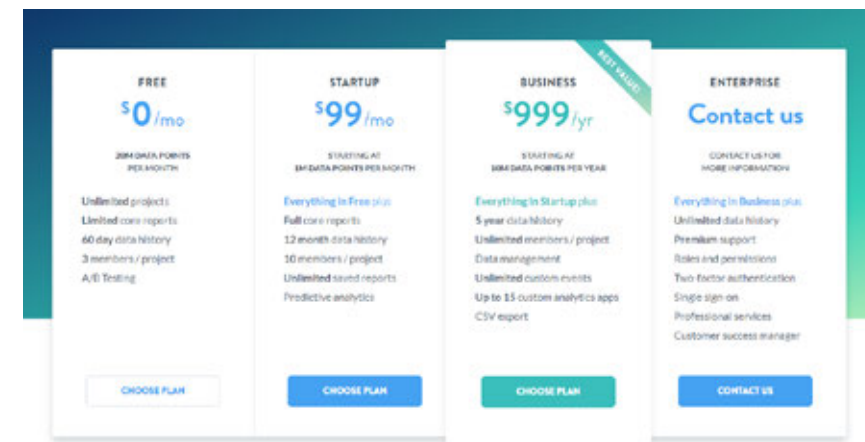 FREE
$0/mo
20M DATA POINTS
PER MONTH
Unlimited projects
Limited core reports
60 day data history
3 members / project
A/B Testing
CHOOSE PLAN
STARTUP
$99/mo
STARTING AT
1M DATA POINTS PER MONTH
Everything in Free plus
Full core reports
12 month data history
10 members / project
Unlimited saved reports
Predictive analytics
CHOOSE PLAN
BEST VALUE!
BUSINESS
$999/yr
STARTING AT
DATA POINTS PER YEAR
Everything in Startup plus
5 year data history
Unlimited members / project
Data management
Unlimited custom events
Up to 15 custom analytics apps
CSV export
CHOOSE PLAN
ENTERPRISE
Contact us
CONTACT US FOR
MORE INFORMATION
Everything in Business plus
Unlimited data history
Premium support
Roles and permissions
Two-factor authentication
Single sign-on
Professional services
Customer success manager
CONTACT US